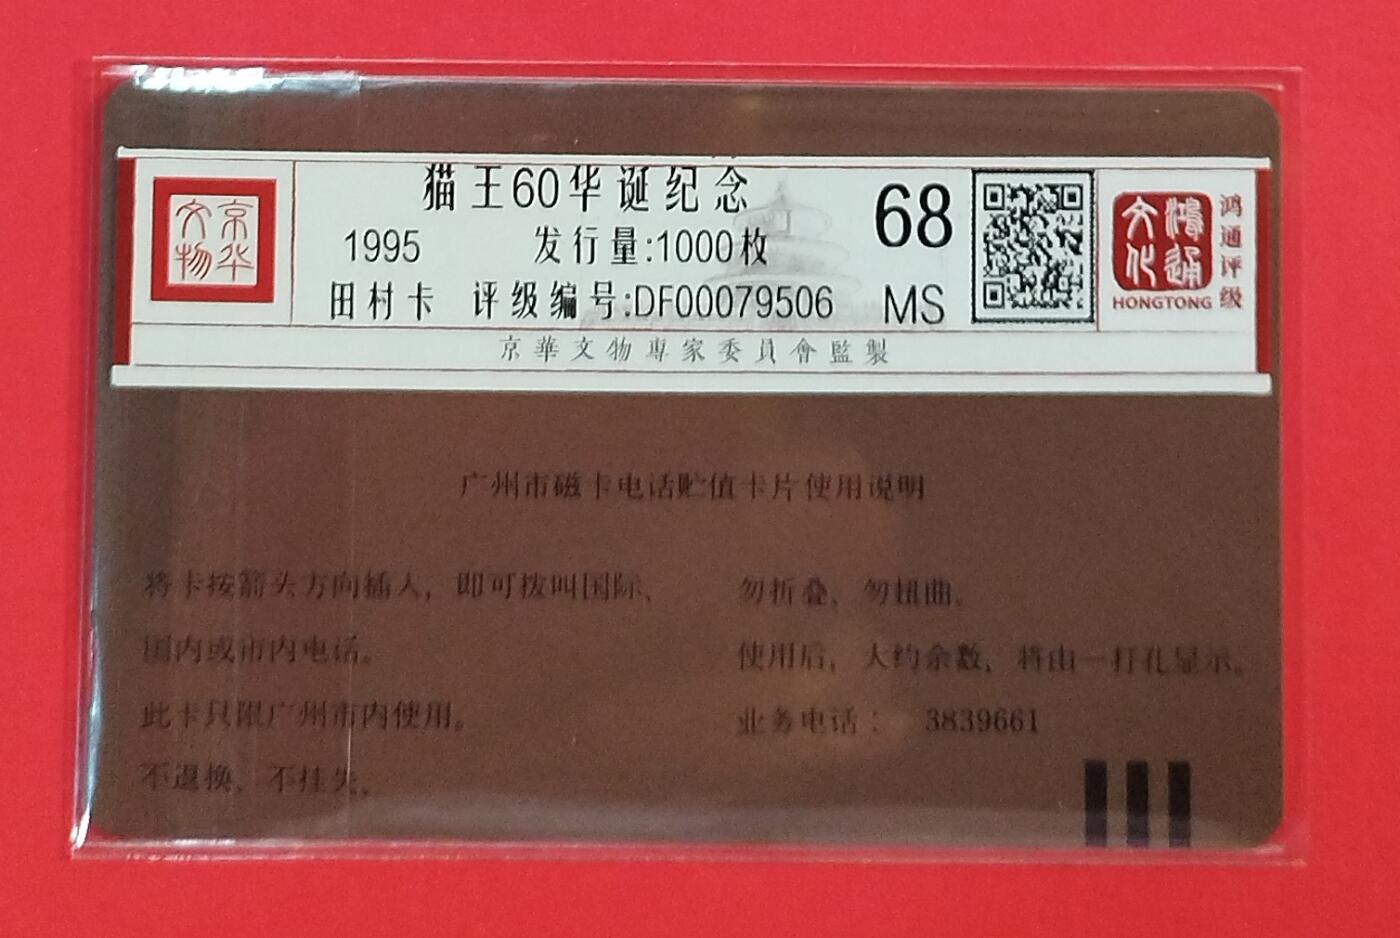 京华
文物
猫王60华诞纪念
1995 发行量:1000枚
田村卡 评级编号:DF00079506
68
MS
鸿通
文化
HONGTONG
鸿通评级
京華文物專家委員會監製
广州市磁卡电话贮值卡片使用说明
将卡按箭头方向插入，即可拨叫国际、
国内或市内电话。
此卡只限广州市内使用。
不退换、不挂失。
勿折叠、勿扭曲。
使用后，大约余数，将由一打孔显示。
业务电话： 3839661